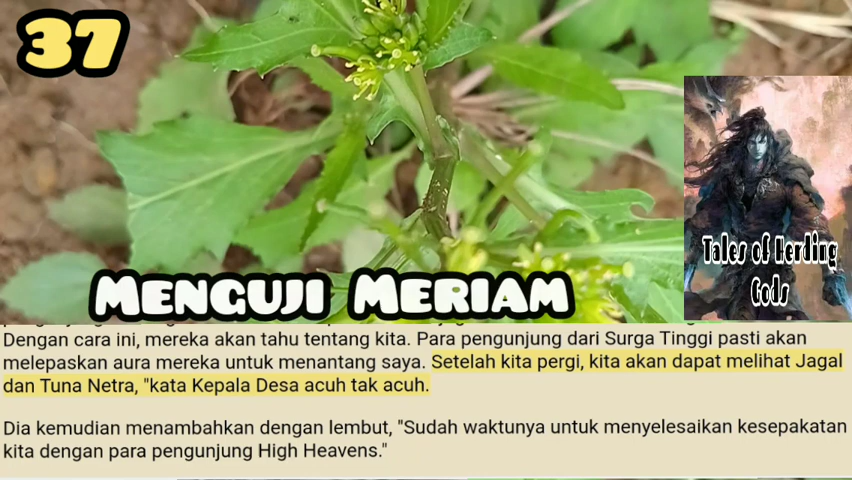 37
Tales of Herding
Gods
MENGUJI MERIAM
Dengan cara ini, mereka akan tahu tentang kita. Para pengunjung dari Surga Tinggi pasti akan
melepaskan aura mereka untuk menantang saya. Setelah kita pergi, kita akan dapat melihat Jagal
dan Tuna Netra, "kata Kepala Desa acuh tak acuh.
Dia kemudian menambahkan dengan lembut, "Sudah waktunya untuk menyelesaikan kesepakatan
kita dengan para pengunjung High Heavens."